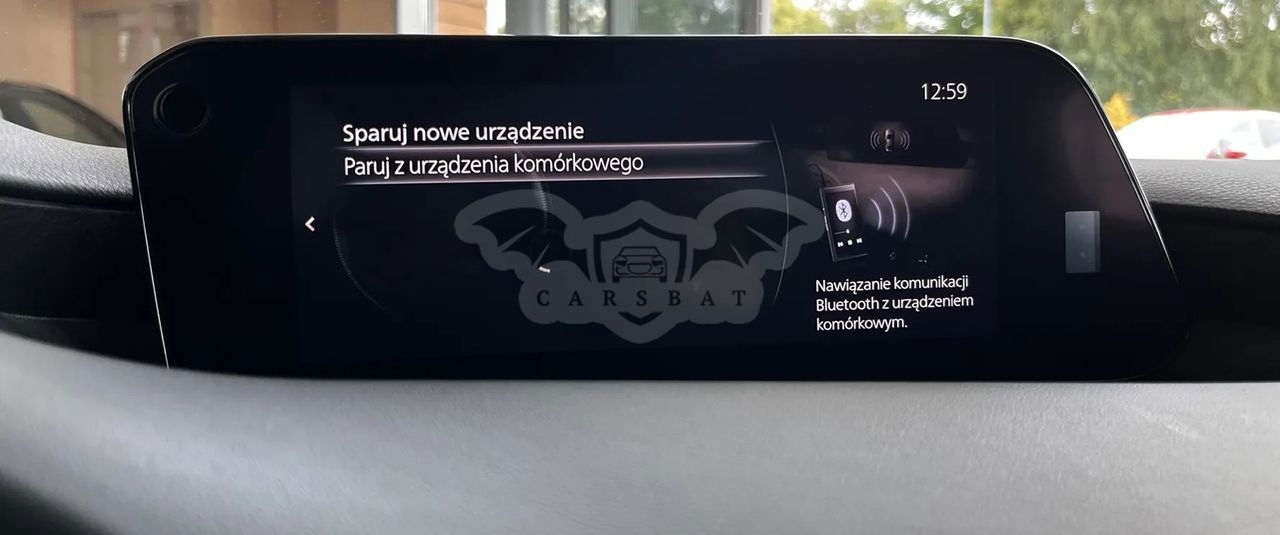 12:59
Sparuj nowe urządzenie
Paruj z urządzenia komórkowego
CARSBAT
Nawiązanie komunikacji
Bluetooth z urządzeniem
komórkowym.